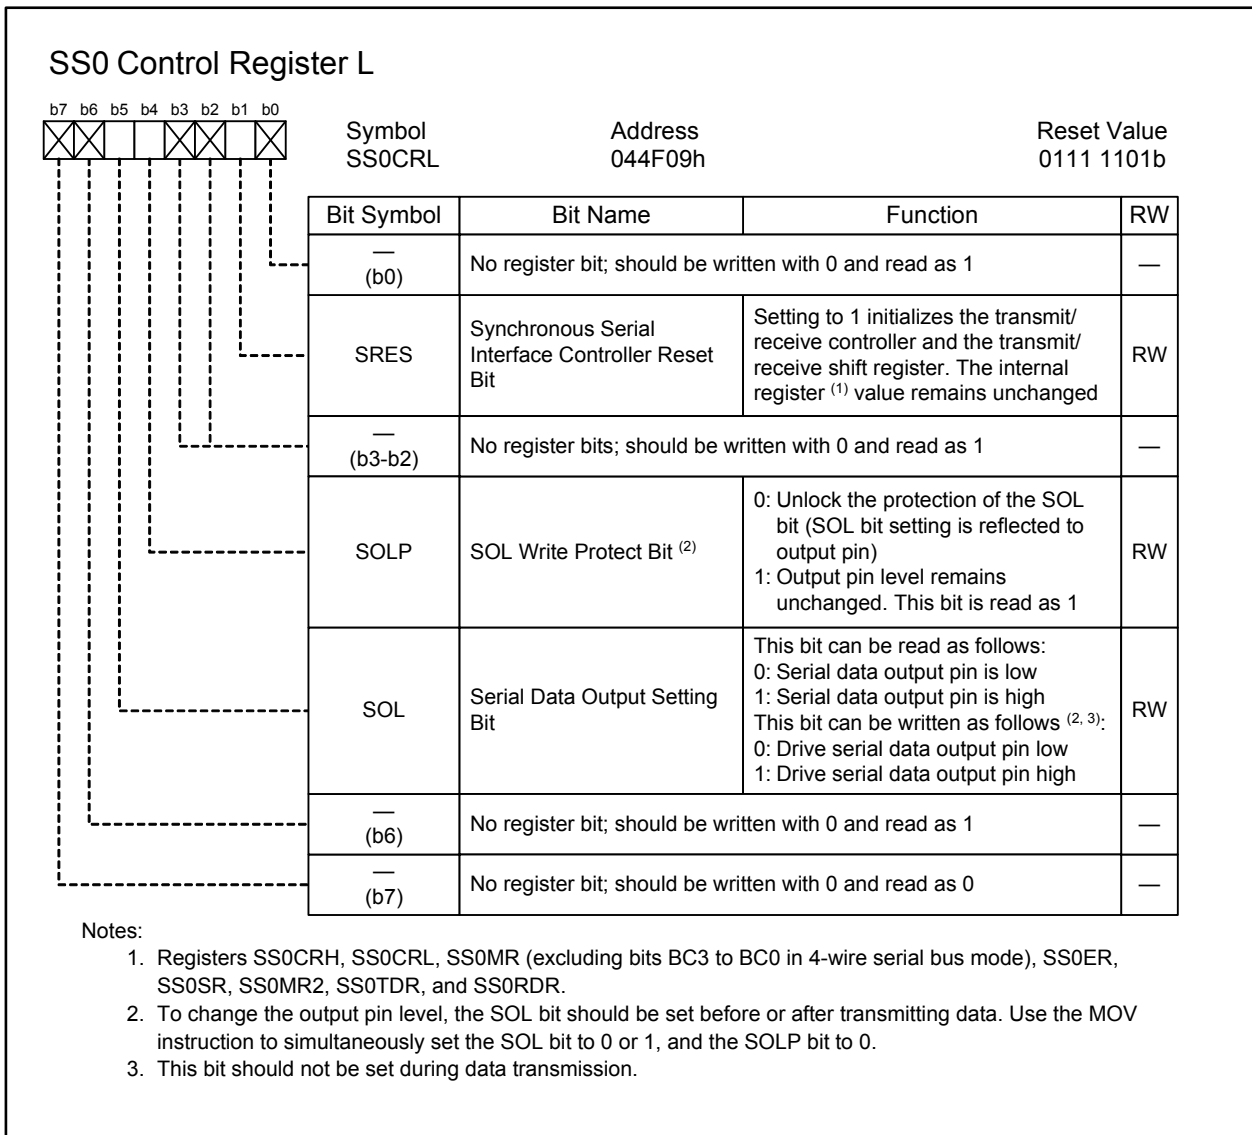 SS0 Control Register L
b7 b6 b5 b4 b3 b2 b1 b0
Symbol Address Reset Value
SS0CRL 044F09h 0111 1101b
Bit Symbol Bit Name Function RW
—
(b0)
No register bit; should be written with 0 and read as 1
—
SRES
Synchronous Serial
Interface Controller Reset
Bit
Setting to 1 initializes the transmit/
receive controller and the transmit/
receive shift register. The internal
register (1) value remains unchanged
RW
—
(b3-b2)
No register bits; should be written with 0 and read as 1
—
SOLP
SOL Write Protect Bit (2)
0: Unlock the protection of the SOL
bit (SOL bit setting is reflected to
output pin)
1: Output pin level remains
unchanged. This bit is read as 1
RW
SOL
Serial Data Output Setting
Bit
This bit can be read as follows:
0: Serial data output pin is low
1: Serial data output pin is high
This bit can be written as follows (2, 3):
0: Drive serial data output pin low
1: Drive serial data output pin high
RW
—
(b6)
No register bit; should be written with 0 and read as 1
—
—
(b7)
No register bit; should be written with 0 and read as 0
—
Notes:
1. Registers SS0CRH, SS0CRL, SS0MR (excluding bits BC3 to BC0 in 4-wire serial bus mode), SS0ER,
SS0SR, SS0MR2, SS0TDR, and SS0RDR.
2. To change the output pin level, the SOL bit should be set before or after transmitting data. Use the MOV
instruction to simultaneously set the SOL bit to 0 or 1, and the SOLP bit to 0.
3. This bit should not be set during data transmission.